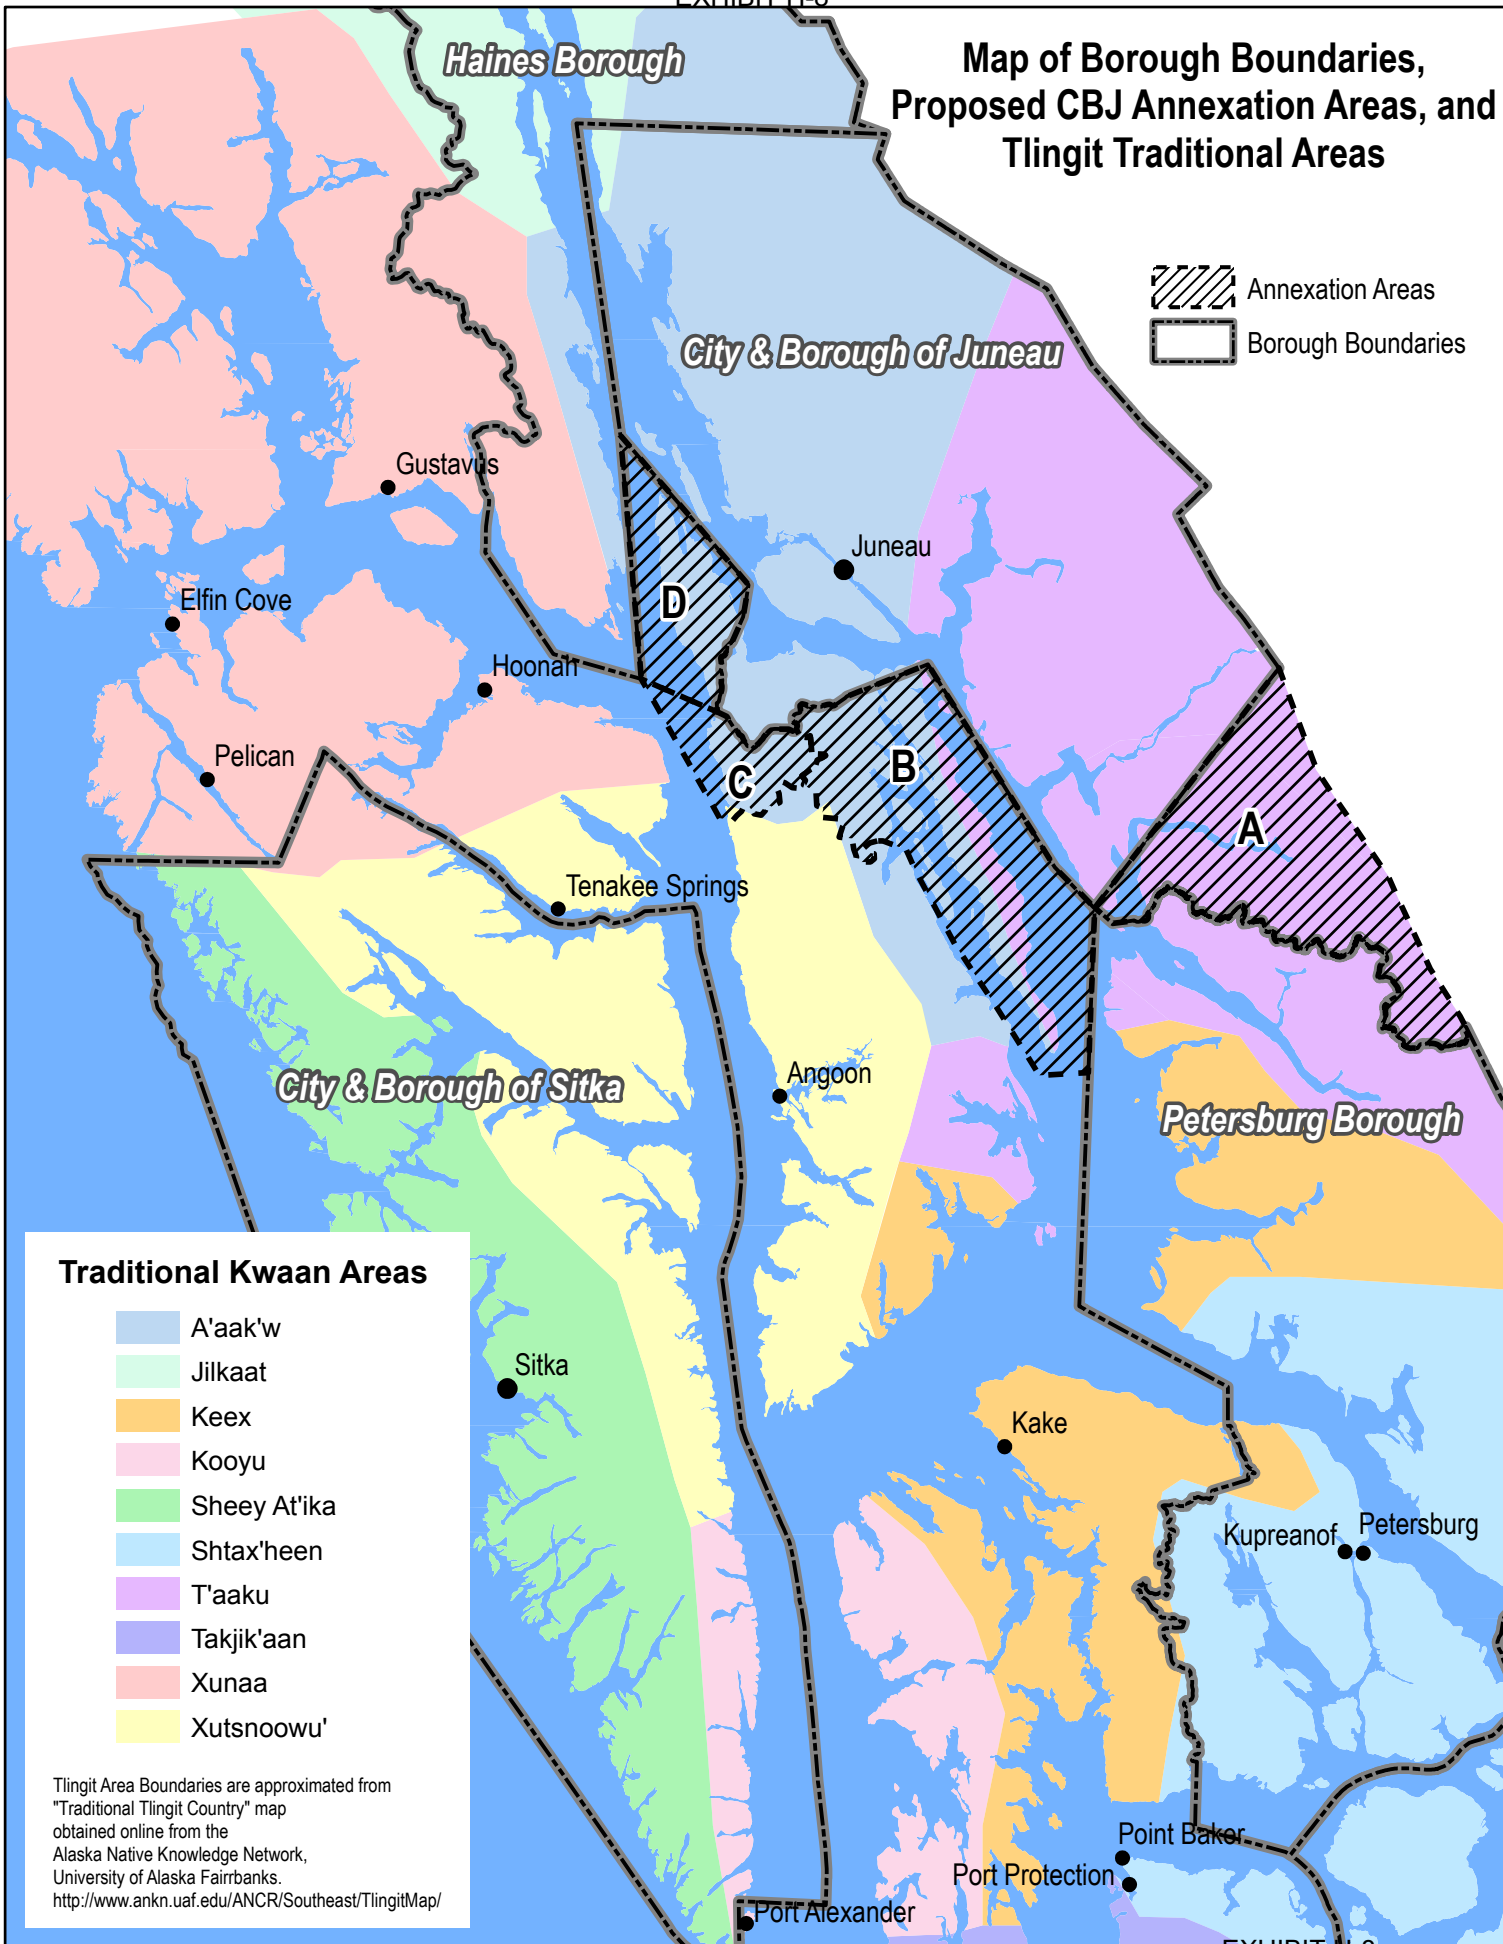 Map of Borough Boundaries,
Proposed CBJ Annexation Areas, and
Tlingit Traditional Areas
Haines Borough
Annexation Areas
Borough Boundaries
City & Borough of Juneau
Gustavus
Juneau
Elfin Cove
D
Hoonah
Pelican
C
B
A
Tenakee Springs
Angoon
City & Borough of Sitka
Petersburg Borough
Sitka
Kake
Kupreanof
Petersburg
Point Baker
Port Protection
Port Alexander
Traditional Kwaan Areas
A'aak'w
Jilkaat
Keex
Kooyu
Sheey At'ika
Shtax'heen
T'aaku
Takjik'aan
Xunaa
Xutsnoowu'
Tlingit Area Boundaries are approximated from
"Traditional Tlingit Country" map
obtained online from the
Alaska Native Knowledge Network,
University of Alaska Fairrbanks.
http://www.ankn.uaf.edu/ANCR/Southeast/TlingitMap/